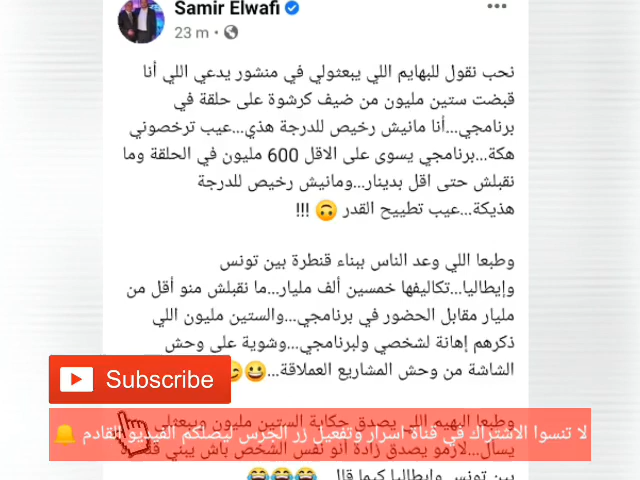 Samir Elwafi
23 m
نحب نقول للبهايم اللي يبعثولي في منشور يدعي اللي أنا
قبضت ستين مليون من ضيف كرشوة على حلقة في
برنامجي...أنا مانيش رخيص للدرجة هذي...عيب ترخصوني
هكة...برنامجي يسوى على الاقل 600 مليون في الحلقة وما
نقبلش حتى اقل بدينار...ومانيش رخيص للدرجة
هذيكة...عيب تطييح القدر 🙃 !!!
وطبعا اللي وعد الناس ببناء قنطرة بين تونس
وإيطاليا...تكاليفها خمسين ألف مليار...ما نقبلش منو أقل من
مليار مقابل الحضور في برنامجي...والستين مليون اللي
ذكرهم إهانة لشخصي ولبرنامجي...وشوية على وحش
الشاشة من وحش المشاريع العملاقة...😀😊
Subscribe
وطبعا البهيم اللي يصدق حكاية الستين مليون ويبعثلي
لا تنسوا الاشتراك في قناة اسرار وتفعيل زر الجرس ليصلكم الفيديو القادم 🔔
يسأل...لازمو يصدق زادة أنو نفس الشخص باش يبني قنطرة
بين تونس وإيطاليا كيما قال...😂😂😂